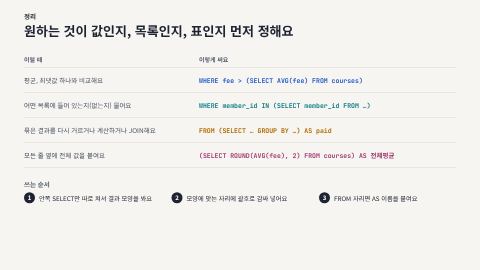 정리
원하는 것이 값인지, 목록인지, 표인지 먼저 정해요
이럴 때 이렇게 써요
평균, 최댓값 하나와 비교해요 WHERE fee > (SELECT AVG(fee) FROM courses)
어떤 목록에 들어 있는지(없는지) 물어요 WHERE member_id IN (SELECT member_id FROM …)
묶은 결과를 다시 거르거나 계산하거나 JOIN해요 FROM (SELECT … GROUP BY …) AS paid
모든 줄 옆에 전체 값을 붙여요 (SELECT ROUND(AVG(fee), 2) FROM courses) AS 전체평균
쓰는 순서
1 안쪽 SELECT만 따로 쳐서 결과 모양을 봐요 2 모양에 맞는 자리에 괄호로 감싸 넣어요 3 FROM 자리면 AS 이름을 붙여요